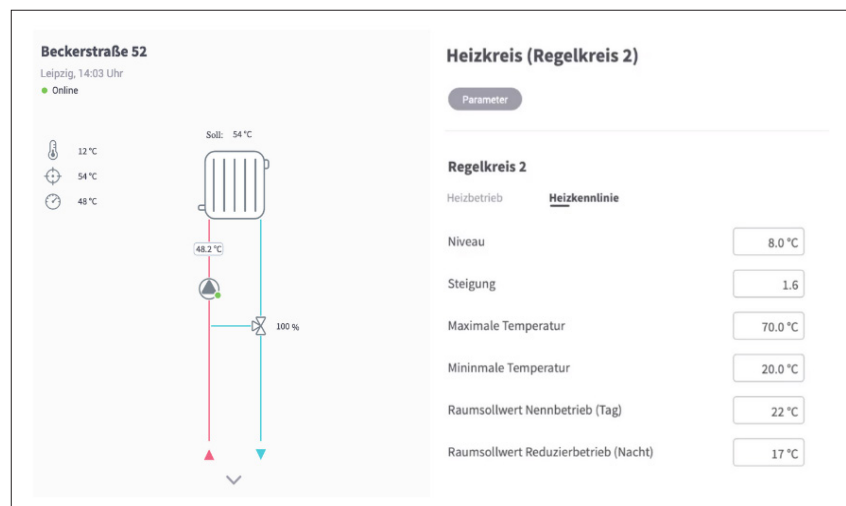 Beckerstraße 52
Leipzig, 14:03 Uhr
Online
12 °C
54 °C
48 °C
Soll: 54 °C
48.2 °C
100 %
Heizkreis (Regelkreis 2)
Parameter
Regelkreis 2
Heizbetrieb Heizkennlinie
Niveau 8.0 °C
Steigung 1.6
Maximale Temperatur 70.0 °C
Mininmale Temperatur 20.0 °C
Raumsollwert Nennbetrieb (Tag) 22 °C
Raumsollwert Reduzierbetrieb (Nacht) 17 °C